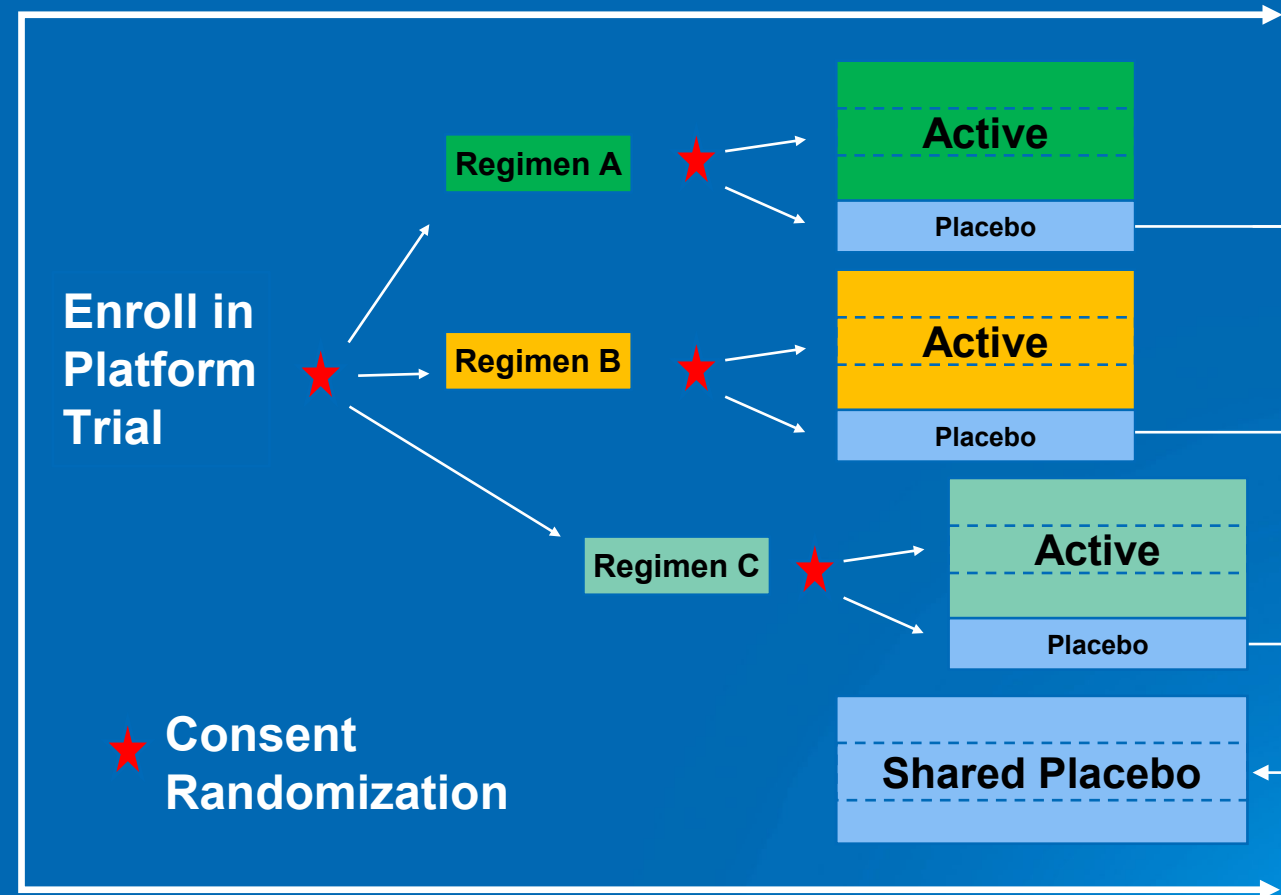 Regimen A
Active
Placebo
Enroll in
Platform
Trial
Regimen B
Active
Placebo
Regimen C
Active
Placebo
Consent
Randomization
Shared Placebo